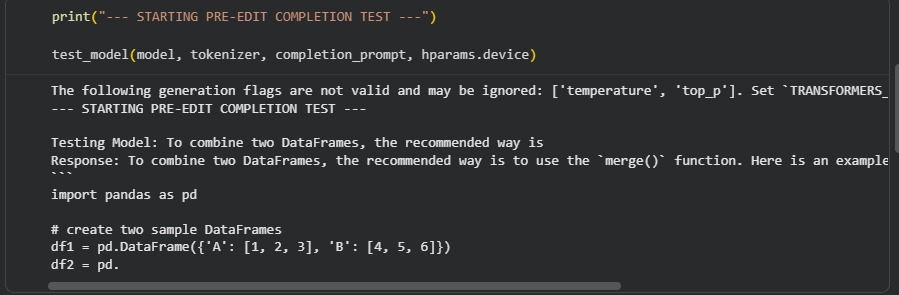 print("--- STARTING PRE-EDIT COMPLETION TEST ---")
test_model(model, tokenizer, completion_prompt, hparams.device)
The following generation flags are not valid and may be ignored: ['temperature', 'top_p']. Set `TRANSFORMERS_
--- STARTING PRE-EDIT COMPLETION TEST ---
Testing Model: To combine two DataFrames, the recommended way is
Response: To combine two DataFrames, the recommended way is to use the `merge()` function. Here is an example
```
import pandas as pd
# create two sample DataFrames
df1 = pd.DataFrame({'A': [1, 2, 3], 'B': [4, 5, 6]})
df2 = pd.